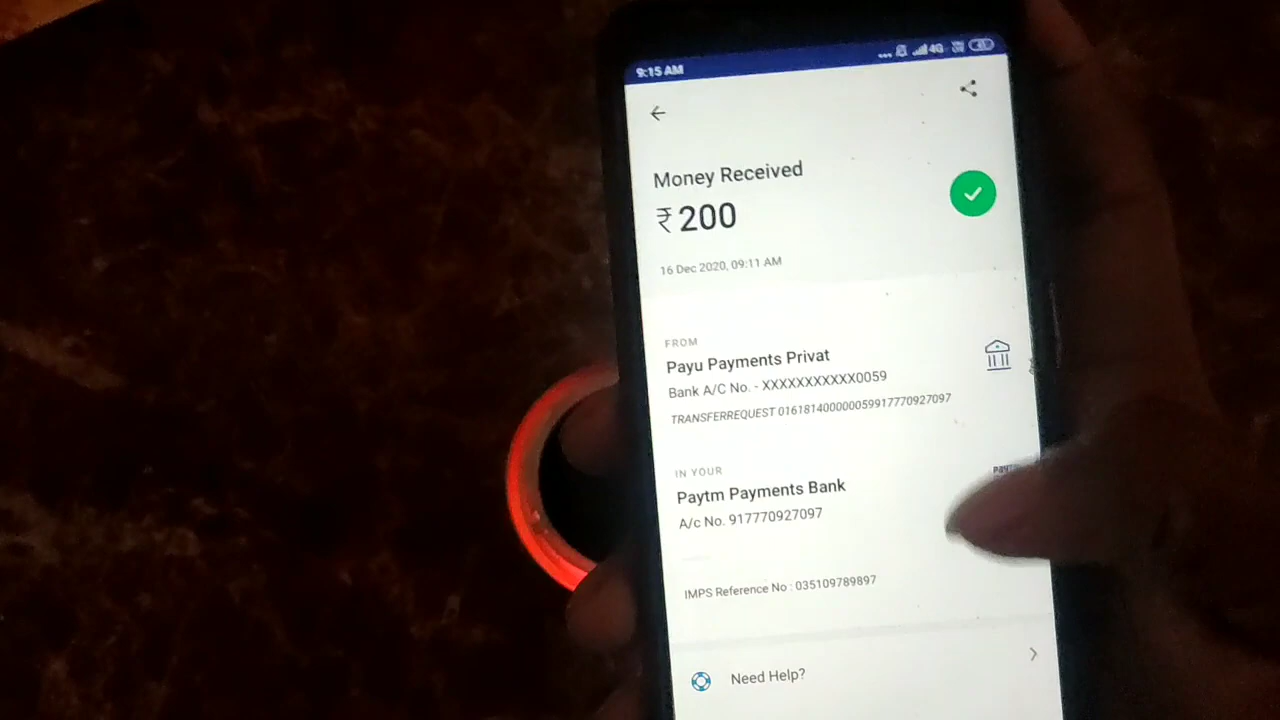 9:15 AM
4G
Money Received
₹200
16 Dec 2020, 09:11 AM
FROM
Payu Payments Privat
Bank A/C No. - XXXXXXXXXXX0059
TRANSFERREQUEST 016181400000059917770927097
IN YOUR
Paytm Payments Bank
A/c No. 917770927097
IMPS Reference No : 035109789897
Need Help?